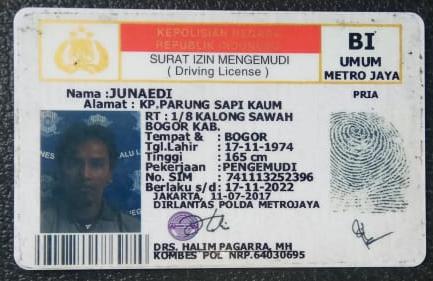 KEPOLISIAN NEGARA
REPUBLIK INDONESIA
SURAT IZIN MENGEMUDI
( Driving License )
BI
UMUM
METRO JAYA
Nama :JUNAEDI
PRIA
Alamat : KP.PARUNG SAPI KAUM
RT : 1/8 KALONG SAWAH
BOGOR KAB.
Tempat & : BOGOR
Tgl.Lahir : 17-11-1974
Tinggi : 165 cm
Pekerjaan :PENGEMUDI
No. SIM : 741113252396
Berlaku s/d : 17-11-2022
JAKARTA, 11-07-2017
DIRLANTAS POLDA METROJAYA
DRS. HALIM PAGARRA, MH
KOMBES POL NRP.64030695